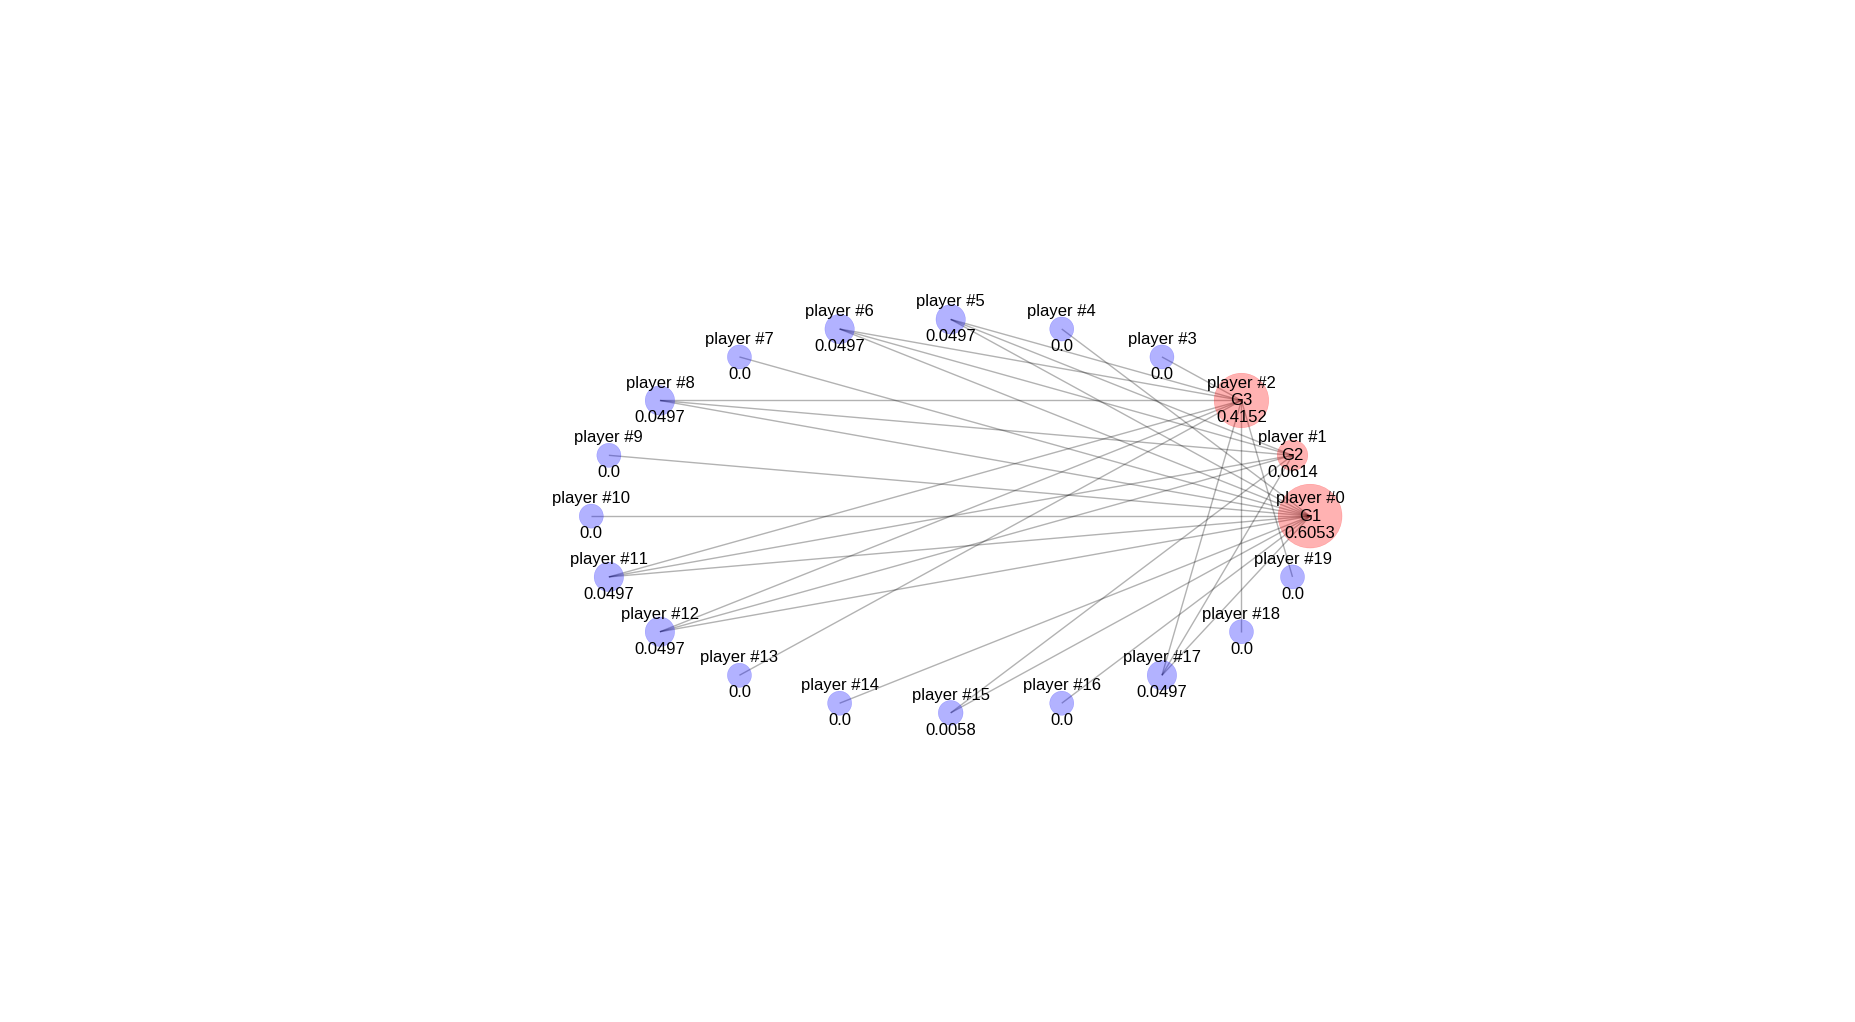 player #5
0.0497
player #6
0.0497
player #4
0.0
player #7
0.0
player #3
0.0
player #8
0.0497
player #2
G3
0.4152
player #9
0.0
player #1
G2
0.0614
player #10
0.0
player #0
G1
0.6053
player #11
0.0497
player #19
0.0
player #12
0.0497
player #18
0.0
player #13
0.0
player #17
0.0497
player #14
0.0
player #16
0.0
player #15
0.0058